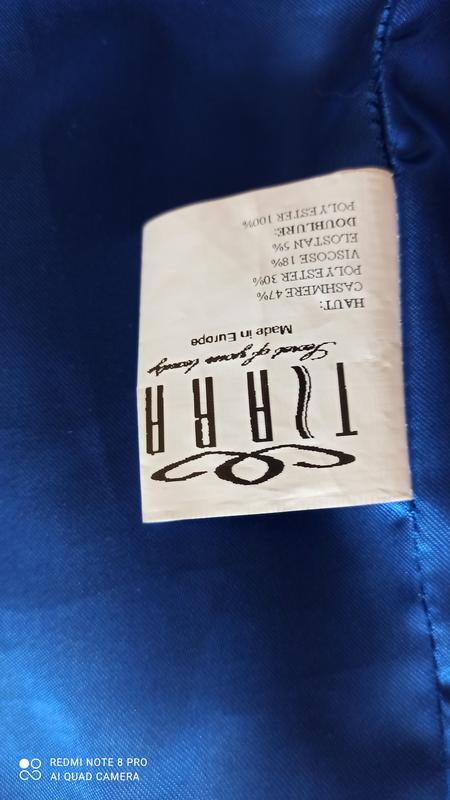 TIARA
Secret of your beauty
Made in Europe
HAUT:
CASHMERE 47%
POLYESTER 30%
VISCOSE 18%
ELOSTAN 5%
DOUBLURE:
POLYESTER 100%
REDMI NOTE 8 PRO
AI QUAD CAMERA